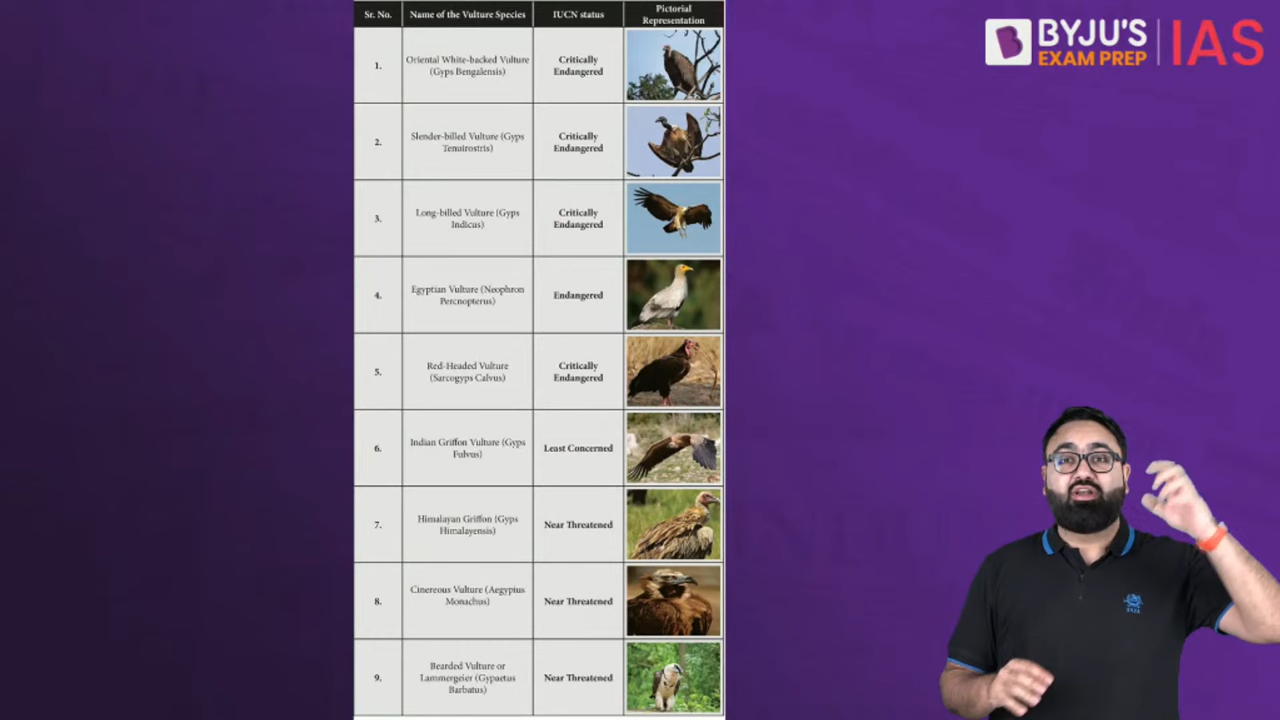 Sr. No. Name of the Vulture Species IUCN status Pictorial
Representation
BYJU'S
EXAM PREP
IAS
1. Oriental White-backed Vulture
(Gyps Bengalensis)
Critically
Endangered
2. Slender-billed Vulture (Gyps
Tenuirostris)
Critically
Endangered
3. Long-billed Vulture (Gyps
Indicus)
Critically
Endangered
4. Egyptian Vulture (Neophron
Percnopterus)
Endangered
5. Red-Headed Vulture
(Sarcogyps Calvus)
Critically
Endangered
6. Indian Griffon Vulture (Gyps
Fulvus)
Least Concerned
7. Himalayan Griffon (Gyps
Himalayensis)
Near Threatened
8. Cinereous Vulture (Aegypius
Monachus)
Near Threatened
9. Bearded Vulture or
Lammergeier (Gypaetus
Barbatus)
Near Threatened